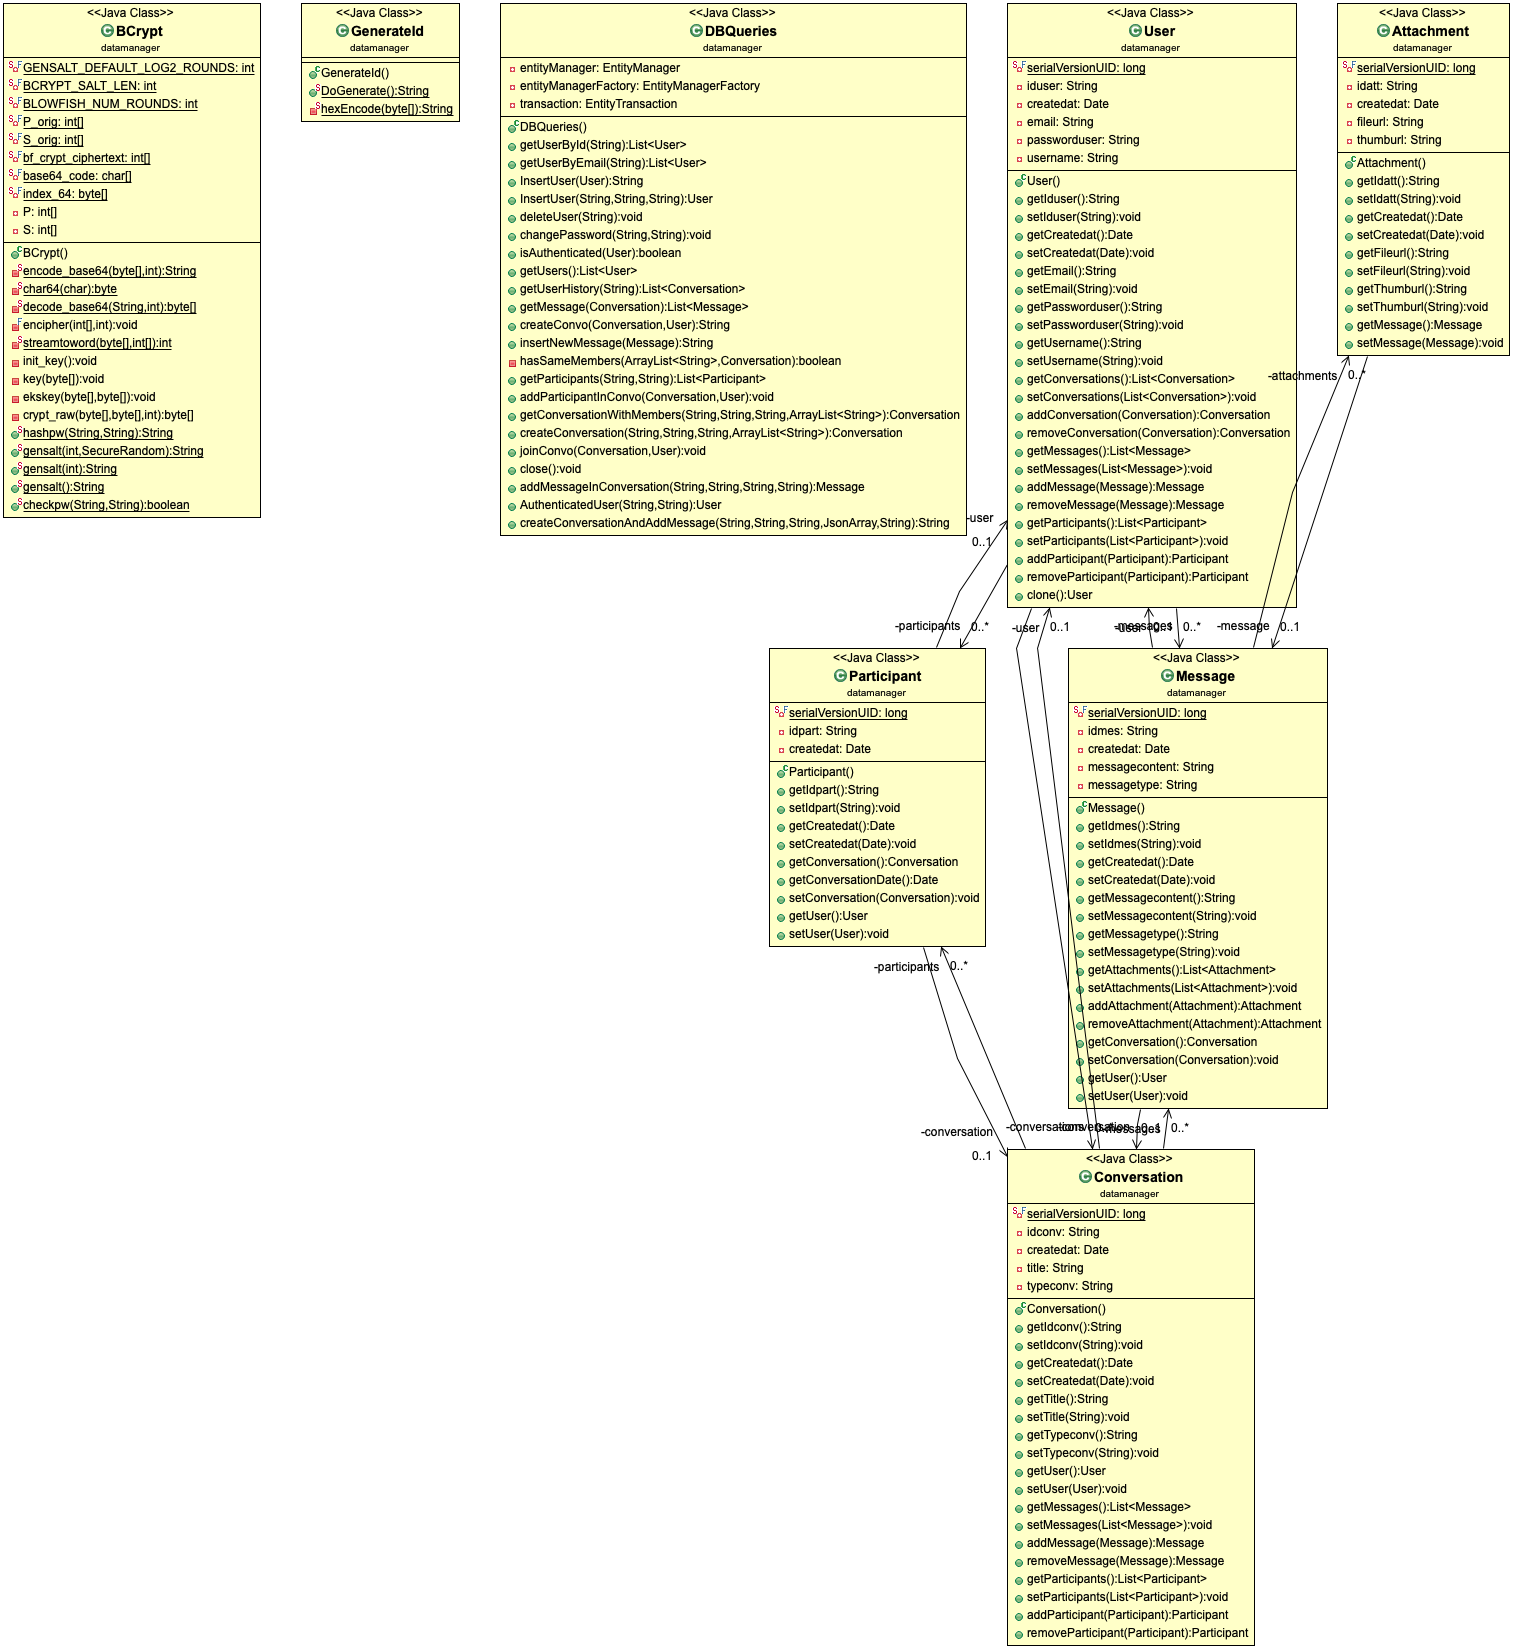 <<Java Class>>
BCrypt
datamanager
GENSALT_DEFAULT_LOG2_ROUNDS: int
BCRYPT_SALT_LEN: int
BLOWFISH_NUM_ROUNDS: int
P_orig: int[]
S_orig: int[]
bf_crypt_ciphertext: int[]
base64_code: char[]
index_64: byte[]
P: int[]
S: int[]
BCrypt()
encode_base64(byte[],int):String
char64(char):byte
decode_base64(String,int):byte[]
encipher(int[],int):void
streamtoword(byte[],int[]):int
init_key():void
key(byte[]):void
ekskey(byte[],byte[]):void
crypt_raw(byte[],byte[],int):byte[]
hashpw(String,String):String
gensalt(int,SecureRandom):String
gensalt(int):String
gensalt():String
checkpw(String,String):boolean
<<Java Class>>
GenerateId
datamanager
GenerateId()
DoGenerate():String
hexEncode(byte[]):String
<<Java Class>>
DBQueries
datamanager
entityManager: EntityManager
entityManagerFactory: EntityManagerFactory
transaction: EntityTransaction
DBQueries()
getUserById(String):List<User>
getUserByEmail(String):List<User>
InsertUser(User):String
InsertUser(String,String,String):User
deleteUser(String):void
changePassword(String,String):void
isAuthenticated(User):boolean
getUsers():List<User>
getUserHistory(String):List<Conversation>
getMessage(Conversation):List<Message>
createConvo(Conversation,User):String
insertNewMessage(Message):String
hasSameMembers(ArrayList<String>,Conversation):boolean
getParticipants(String,String):List<Participant>
addParticipantInConvo(Conversation,User):void
getConversationWithMembers(String,String,String,ArrayList<String>):Conversation
createConversation(String,String,String,ArrayList<String>):Conversation
joinConvo(Conversation,User):void
close():void
addMessageInConversation(String,String,String,String):Message
AuthenticatedUser(String,String):User
createConversationAndAddMessage(String,String,String,JsonArray,String):String
<<Java Class>>
User
datamanager
serialVersionUID: long
iduser: String
createdat: Date
email: String
passworduser: String
username: String
User()
getIduser():String
setIduser(String):void
getCreatedat():Date
setCreatedat(Date):void
getEmail():String
setEmail(String):void
getPassworduser():String
setPassworduser(String):void
getUsername():String
setUsername(String):void
getConversations():List<Conversation>
setConversations(List<Conversation>):void
addConversation(Conversation):Conversation
removeConversation(Conversation):Conversation
getMessages():List<Message>
setMessages(List<Message>):void
addMessage(Message):Message
removeMessage(Message):Message
getParticipants():List<Participant>
setParticipants(List<Participant>):void
addParticipant(Participant):Participant
removeParticipant(Participant):Participant
clone():User
<<Java Class>>
Attachment
datamanager
serialVersionUID: long
idatt: String
createdat: Date
fileurl: String
thumburl: String
Attachment()
getIdatt():String
setIdatt(String):void
getCreatedat():Date
setCreatedat(Date):void
getFileurl():String
setFileurl(String):void
getThumburl():String
setThumburl(String):void
getMessage():Message
setMessage(Message):void
-attachments 0..*
-user
0..1
-participants 0..*
-user 0..1
-messages 0..*
-user 0..1
-message 0..1
<<Java Class>>
Participant
datamanager
serialVersionUID: long
idpart: String
createdat: Date
Participant()
getIdpart():String
setIdpart(String):void
getCreatedat():Date
setCreatedat(Date):void
getConversation():Conversation
getConversationDate():Date
setConversation(Conversation):void
getUser():User
setUser(User):void
<<Java Class>>
Message
datamanager
serialVersionUID: long
idmes: String
createdat: Date
messagecontent: String
messagetype: String
Message()
getIdmes():String
setIdmes(String):void
getCreatedat():Date
setCreatedat(Date):void
getMessagecontent():String
setMessagecontent(String):void
getMessagetype():String
setMessagetype(String):void
getAttachments():List<Attachment>
setAttachments(List<Attachment>):void
addAttachment(Attachment):Attachment
removeAttachment(Attachment):Attachment
getConversation():Conversation
setConversation(Conversation):void
getUser():User
setUser(User):void
-participants 0..*
-conversation
0..1
-conversations 0..*
-conversation 0..1
-messages 0..*
<<Java Class>>
Conversation
datamanager
serialVersionUID: long
idconv: String
createdat: Date
title: String
typeconv: String
Conversation()
getIdconv():String
setIdconv(String):void
getCreatedat():Date
setCreatedat(Date):void
getTitle():String
setTitle(String):void
getTypeconv():String
setTypeconv(String):void
getUser():User
setUser(User):void
getMessages():List<Message>
setMessages(List<Message>):void
addMessage(Message):Message
removeMessage(Message):Message
getParticipants():List<Participant>
setParticipants(List<Participant>):void
addParticipant(Participant):Participant
removeParticipant(Participant):Participant